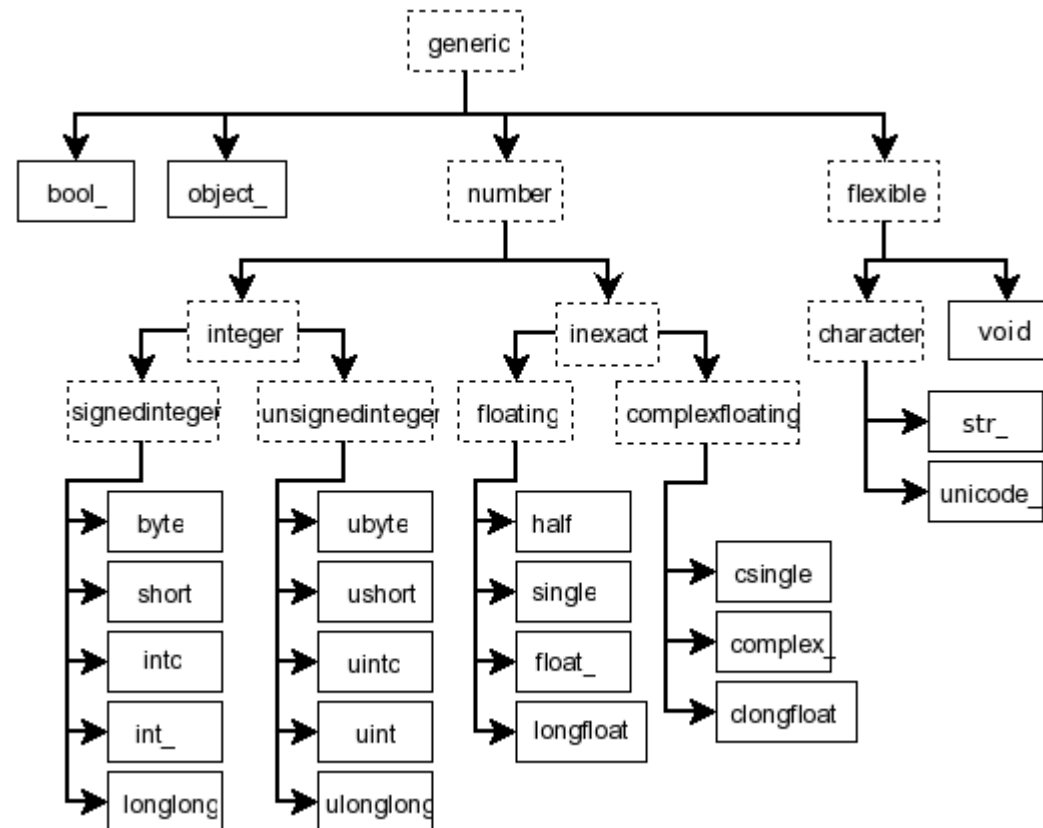 generic
bool_
object_
number
flexible
integer
inexact
character
void
signedinteger
unsignedinteger
floating
complexfloating
str_
unicode_
byte
ubyte
half
csingle
short
ushort
single
complex_
intc
uintc
float_
clongfloat
int_
uint
longfloat
longlong
ulonglong